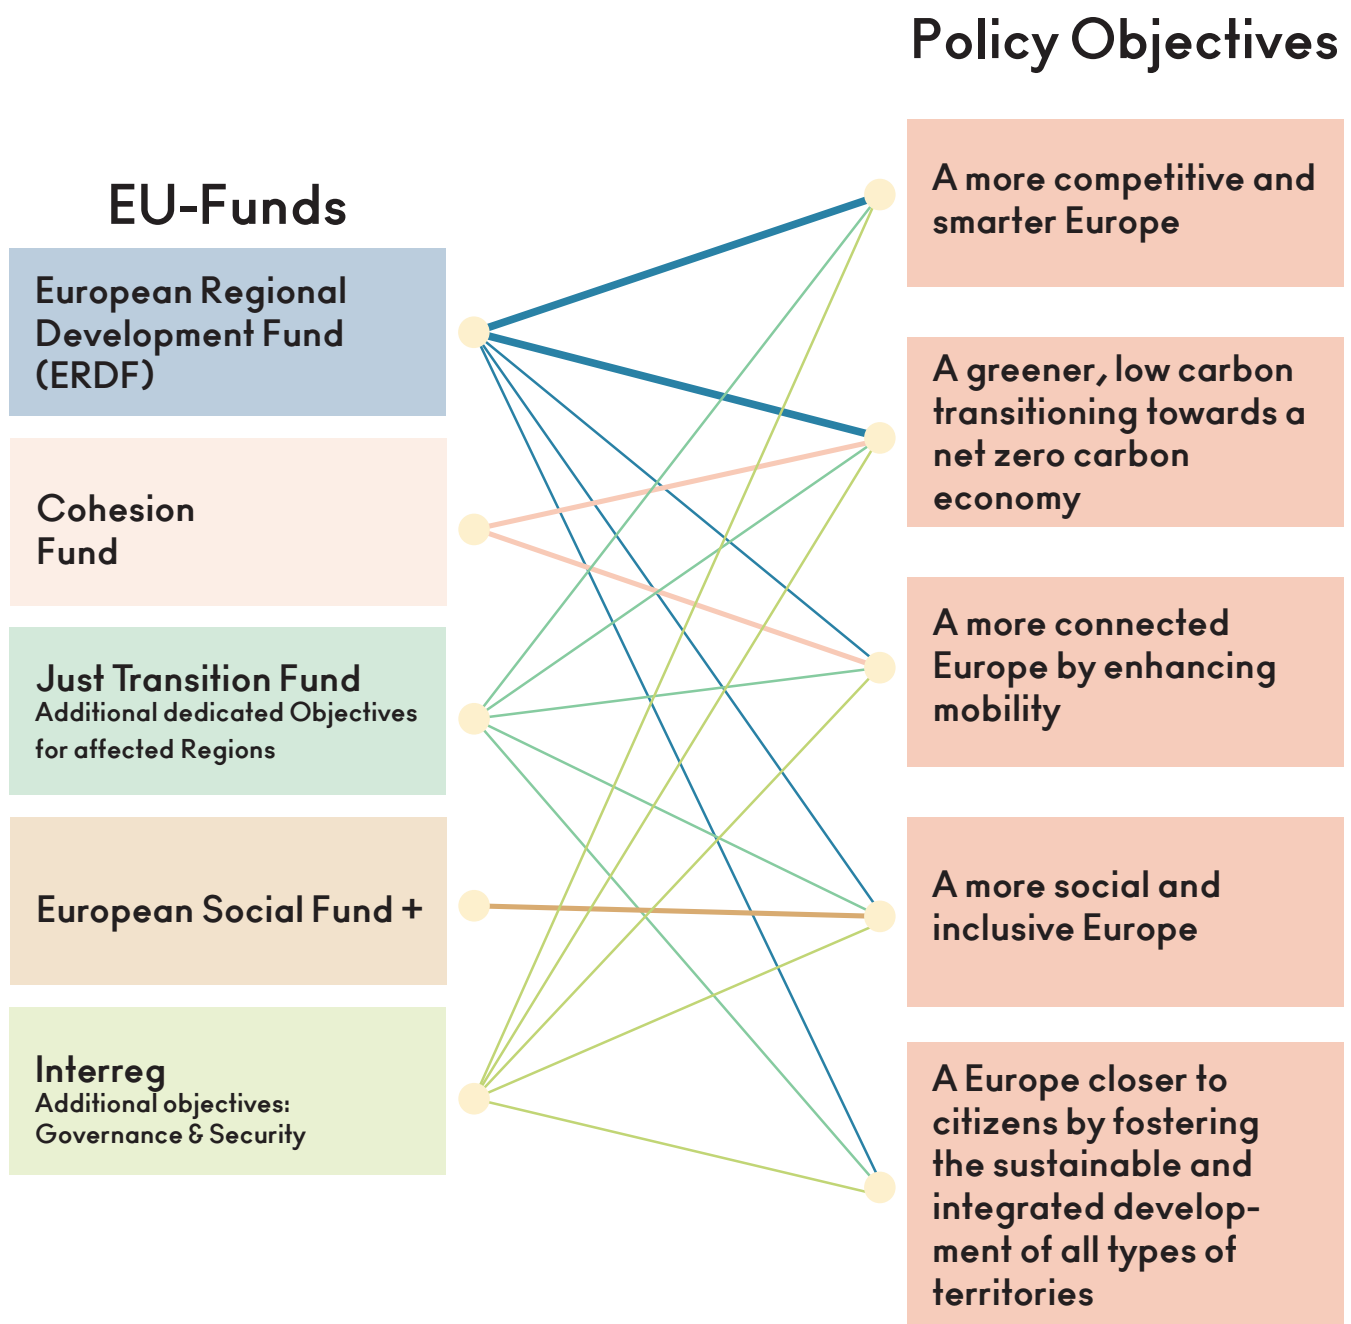 EU-Funds
European Regional
Development Fund
(ERDF)
Cohesion
Fund
Just Transition Fund
Additional dedicated Objectives
for affected Regions
European Social Fund +
Interreg
Additional objectives:
Governance & Security
Policy Objectives
A more competitive and
smarter Europe
A greener, low carbon
transitioning towards a
net zero carbon
economy
A more connected
Europe by enhancing
mobility
A more social and
inclusive Europe
A Europe closer to
citizens by fostering
the sustainable and
integrated develop-
ment of all types of
territories